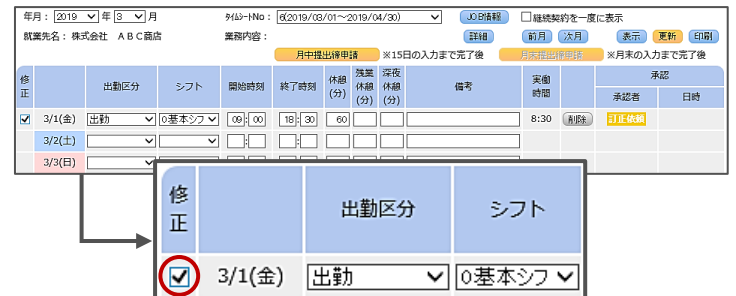 年月： 2019 年 3 月 ﾀｲﾑｼｰﾄNo： 6(2019/03/01～2019/04/30) JOB情報 継続契約を一度に表示
就業先名： 株式会社 ＡＢＣ商店 業務内容： 詳細 前月 次月 表示 更新 印刷
月中提出締申請 ※15日の入力まで完了後 月末提出締申請 ※月末の入力まで完了後
修正 出勤区分 シフト 開始時刻 終了時刻 休憩(分) 残業休憩(分) 深夜休憩(分) 備考 実働時間 承認
承認者 日時
3/1(金) 出勤 0基本シフ 09 : 00 18 : 30 60 8:30 削除 訂正依頼
3/2(土) : :
3/3(日) : :
修正 出勤区分 シフト
3/1(金) 出勤 0基本シフ